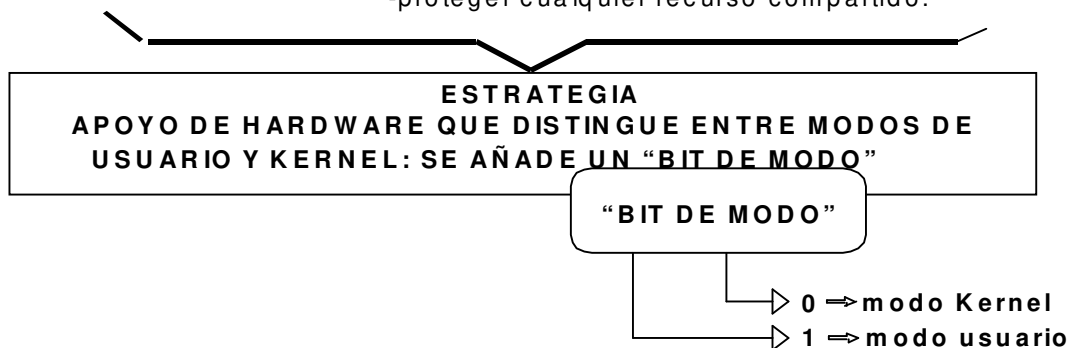 -proteger cualquier recurso compartido.
ESTRATEGIA
APOYO DE HARDWARE QUE DISTINGUE ENTRE MODOS DE
USUARIO Y KERNEL: SE AÑADE UN “BIT DE MODO”
“BIT DE MODO”
0 ⇒ modo Kernel
1 ⇒ modo usuario